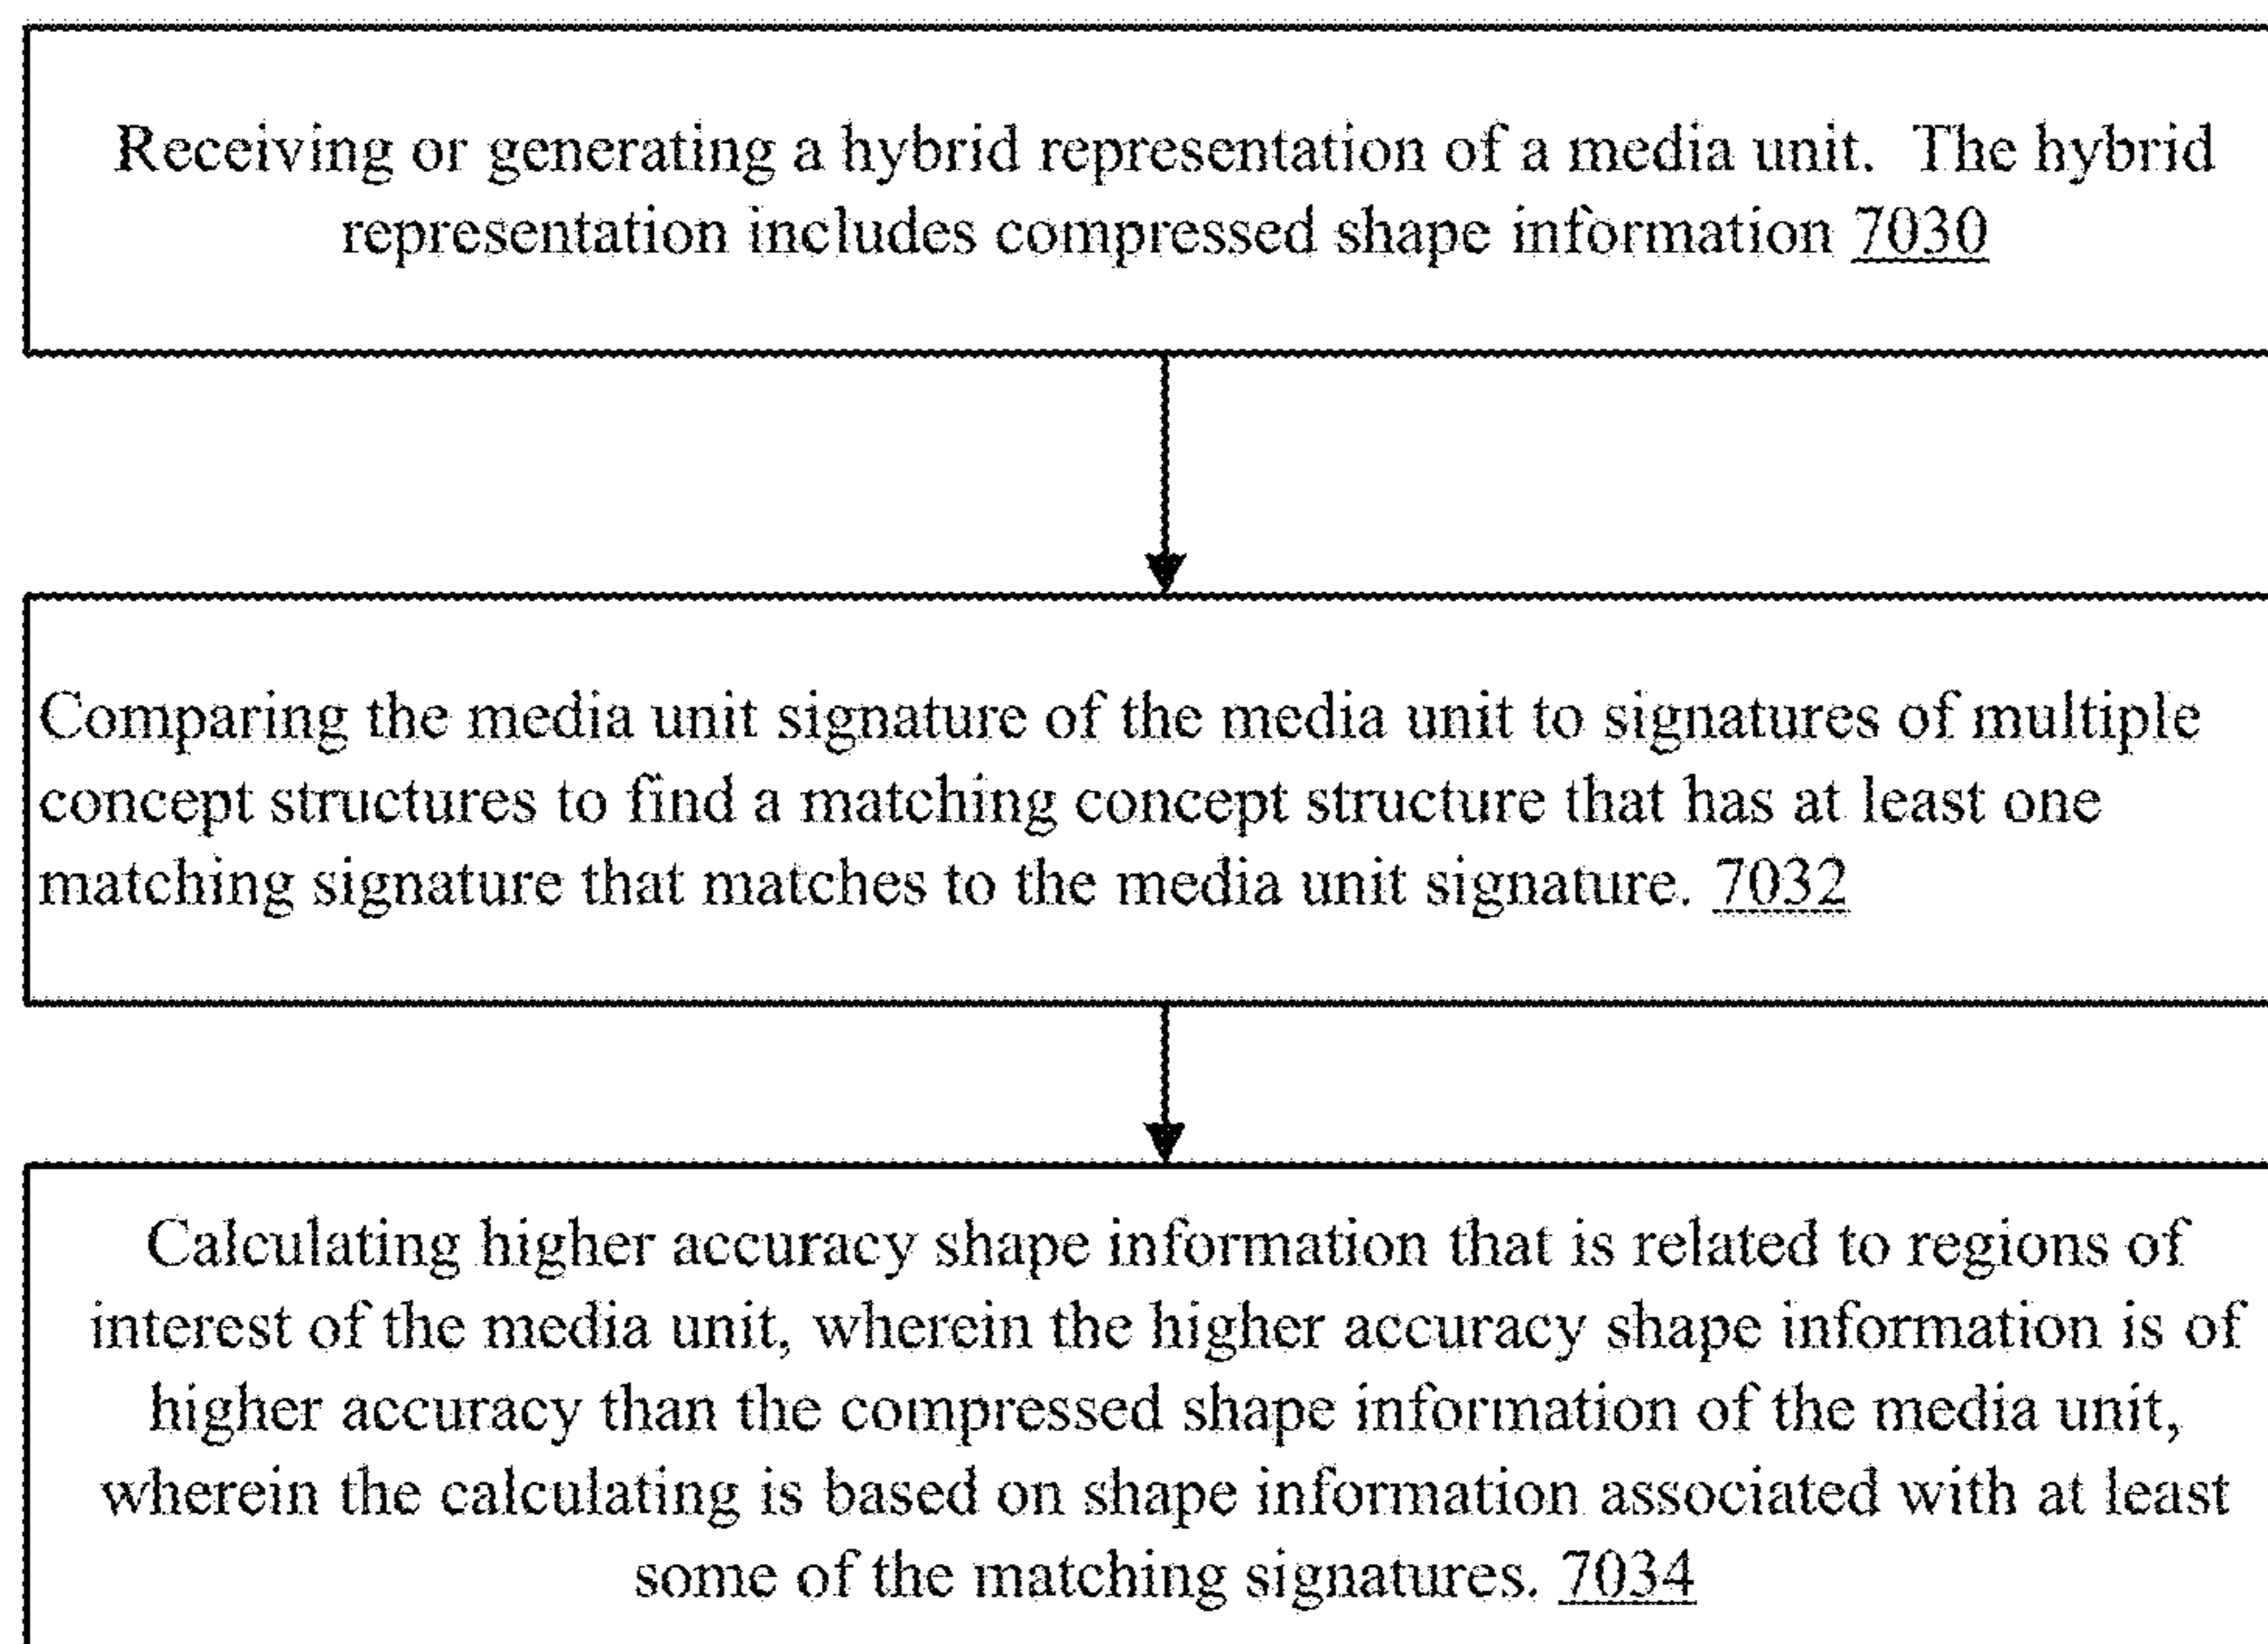 Receiving or generating a hybrid representation of a media unit. The hybrid
representation includes compressed shape information 7030
Comparing the media unit signature of the media unit to signatures of multiple
concept structures to find a matching concept structure that has at least one
matching signature that matches to the media unit signature. 7032
Calculating higher accuracy shape information that is related to regions of
interest of the media unit, wherein the higher accuracy shape information is of
higher accuracy than the compressed shape information of the media unit,
wherein the calculating is based on shape information associated with at least
some of the matching signatures. 7034